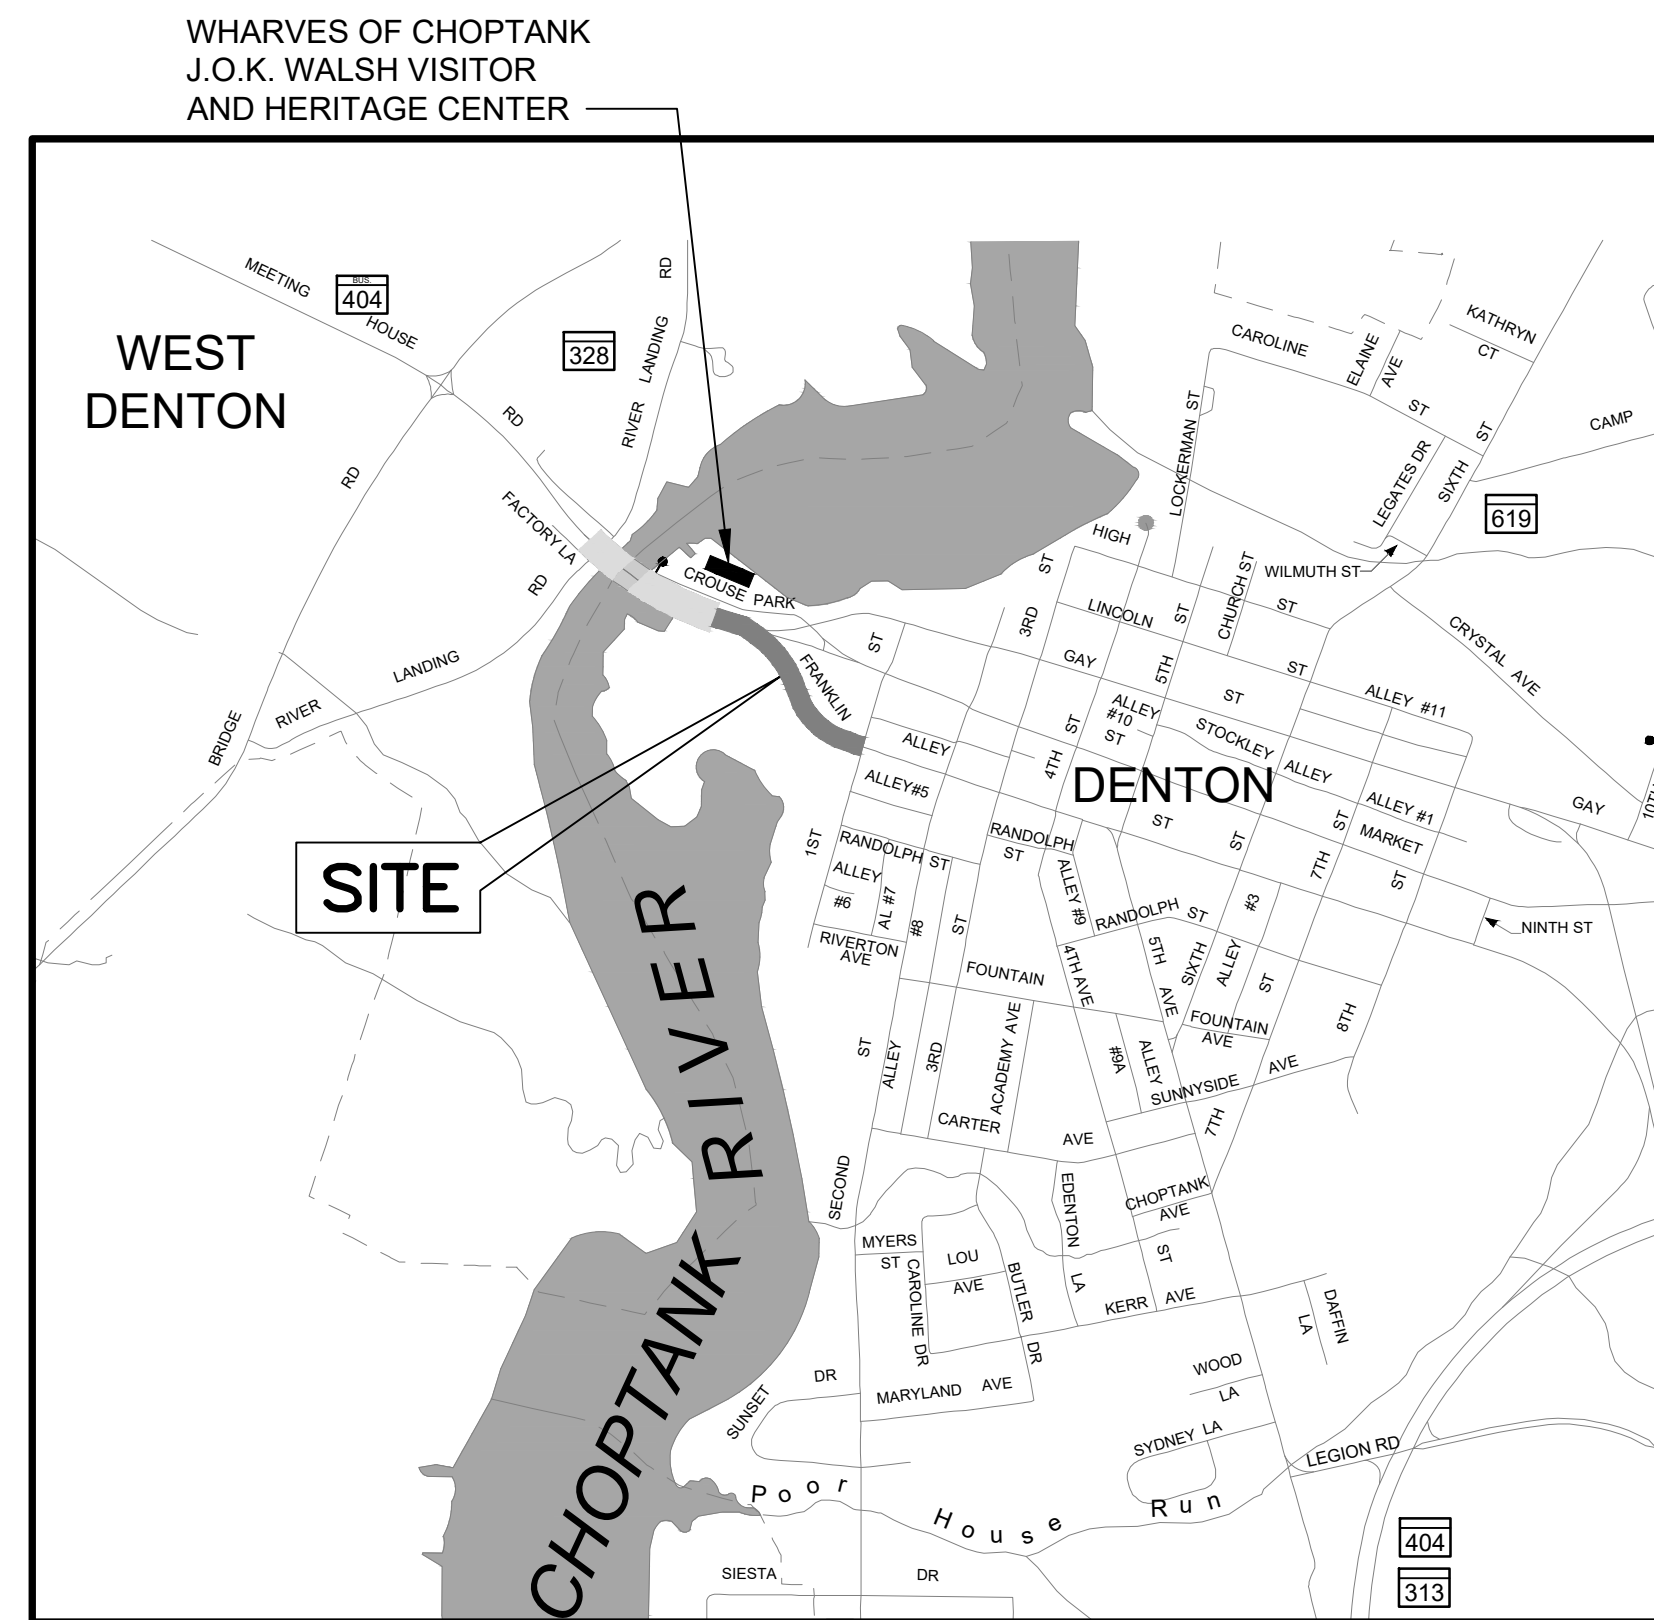 WHARVES OF CHOPTANK
J.O.K. WALSH VISITOR
AND HERITAGE CENTER
MEETING
HOUSE
RD
BUS.
404
328
RIVER LANDING RD
WEST
DENTON
RD
BRIDGE
FACTORY LA
RD
LANDING
RIVER
CROUSE PARK
FRANKLIN
SITE
CHOPTANK RIVER
CAROLINE
ST
ELAINE
AVE
KATHRYN
CT
CAMP
LOCKERMAN ST
LEGATES DR
SIXTH
ST
619
WILMUTH ST
HIGH
ST
CHURCH ST
LINCOLN
ST
3RD
ST
GAY
ST
5TH
ST
CRYSTAL AVE
ALLEY #11
ALLEY
#10
ST
STOCKLEY
ALLEY
ALLEY #1
MARKET
ST
GAY
10TH
ST
ALLEY
ALLEY#5
4TH
ST
DENTON
1ST
RANDOLPH ST
ALLEY
#6
AL #7
#8
RIVERTON
AVE
RANDOLPH
ST
ALLEY #9
RANDOLPH ST
ST
7TH
ST
ST
NINTH ST
#3
ALLEY
SIXTH
ST
5TH
AVE
4TH AVE
FOUNTAIN
FOUNTAIN
AVE
8TH
ST
ALLEY
3RD
ACADEMY AVE
#9A
ALLEY
SUNNYSIDE AVE
7TH
CARTER
AVE
SECOND
EDENTON
LA
CHOPTANK
AVE
ST
MYERS
ST
CAROLINE DR
LOU
AVE
BUTLER
DR
KERR AVE
DAFFIN
LA
SUNSET
DR
MARYLAND AVE
WOOD
LA
SYDNEY LA
LEGION RD
Poor House Run
SIESTA DR
404
313